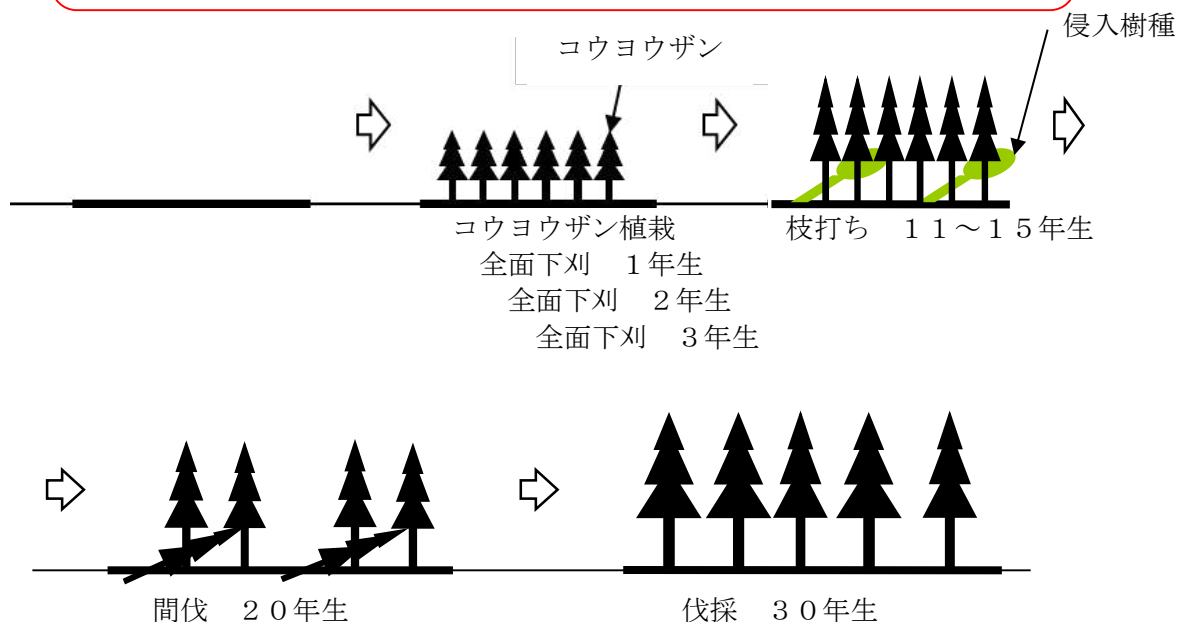 侵入樹種
コウヨウザン
コウヨウザン植栽
全面下刈　１年生
全面下刈　２年生
全面下刈　３年生
枝打ち　１１～１５年生
間伐　２０年生
伐採　３０年生